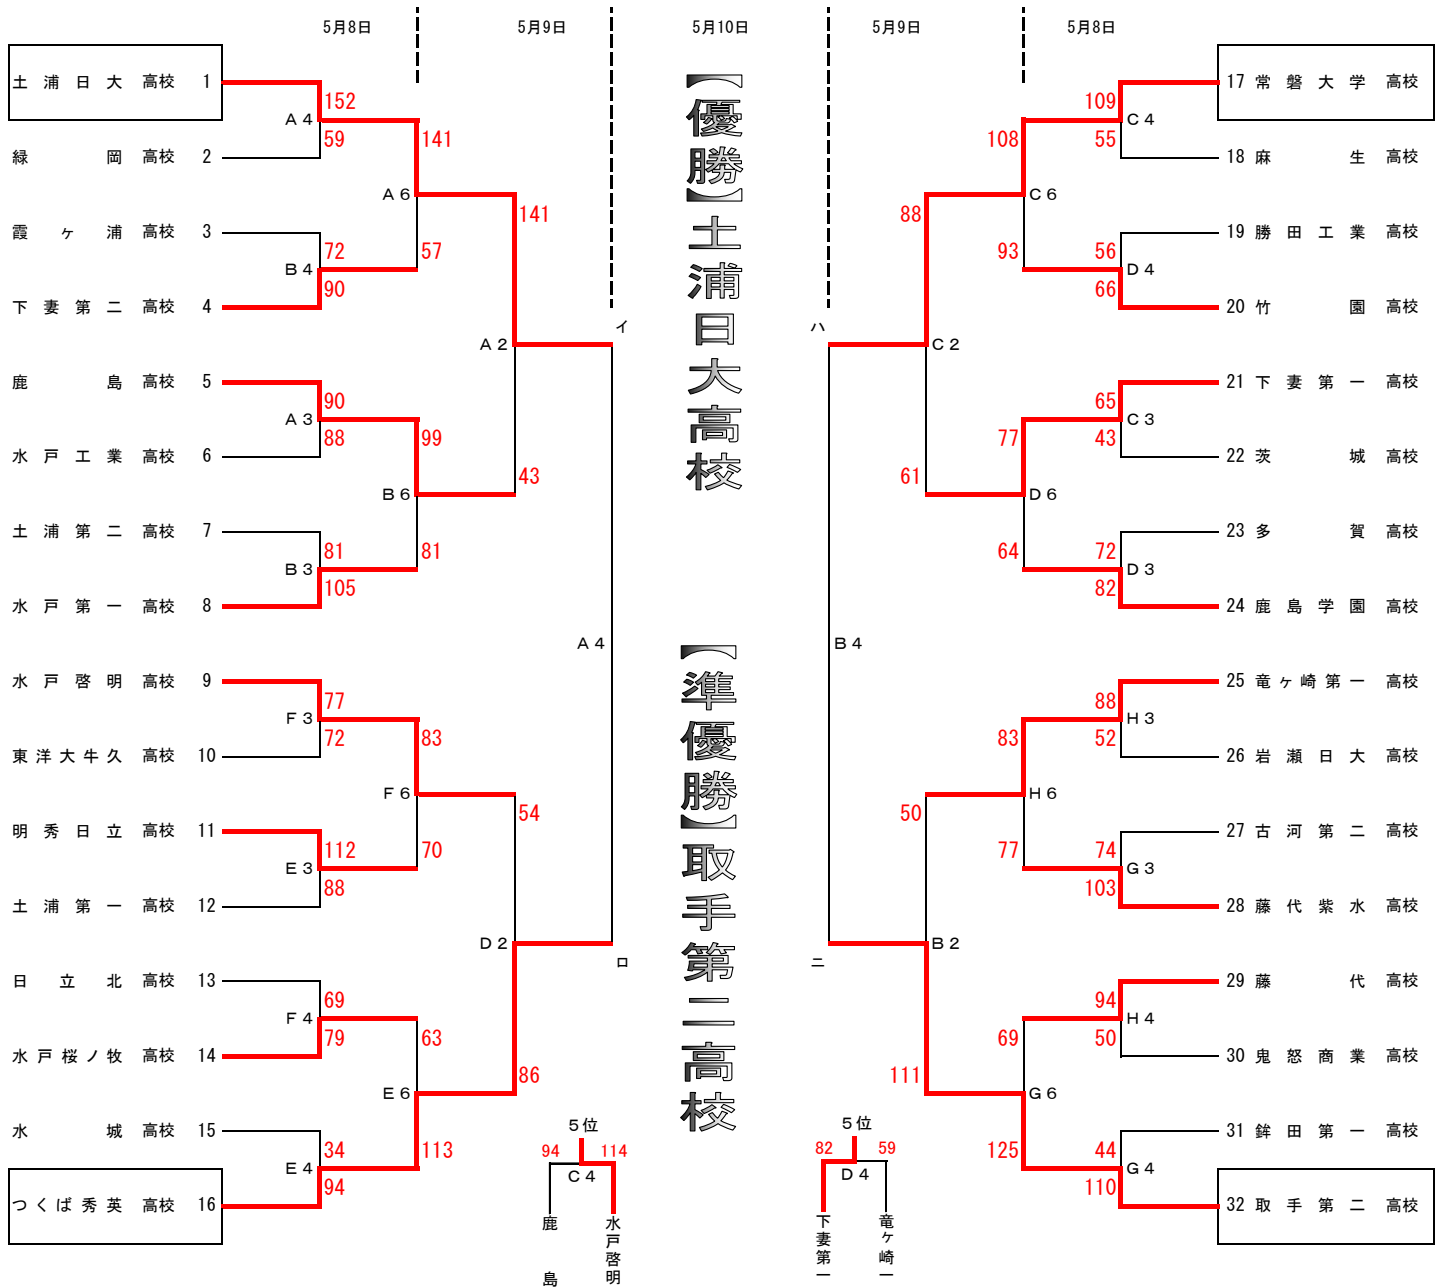 5月8日 5月9日 5月10日 5月9日 5月8日
土浦日大 高校 1
緑岡 高校 2
霞ヶ浦 高校 3
下妻第二 高校 4
鹿島 高校 5
水戸工業 高校 6
土浦第二 高校 7
水戸第一 高校 8
水戸啓明 高校 9
東洋大牛久 高校 10
明秀日立 高校 11
土浦第一 高校 12
日立北 高校 13
水戸桜ノ牧 高校 14
水城 高校 15
つくば秀英 高校 16
A4 152 59
B4 72 90
A3 90 88
B3 81 105
F3 77 72
E3 112 88
F4 69 79
E4 34 94
A6 141 57
B6 99 81
F6 83 70
E6 63 113
A2 141 43
D2 54 86
イ
A4
ロ
【優勝】土浦日大高校
【準優勝】取手第二高校
ハ
B4
ニ
C2 88 61
B2 50 111
C6 108 93
D6 77 64
H6 83 77
G6 69 125
C4 109 55
D4 56 66
C3 65 43
D3 72 82
H3 88 52
G3 74 103
H4 94 50
G4 44 110
17 常磐大学 高校
18 麻生 高校
19 勝田工業 高校
20 竹園 高校
21 下妻第一 高校
22 茨城 高校
23 多賀 高校
24 鹿島学園 高校
25 竜ヶ崎第一 高校
26 岩瀬日大 高校
27 古河第二 高校
28 藤代紫水 高校
29 藤代 高校
30 鬼怒商業 高校
31 鉾田第一 高校
32 取手第二 高校
5位
94 114
C4
鹿島
水戸啓明
5位
82 59
D4
下妻第一
竜ヶ崎一